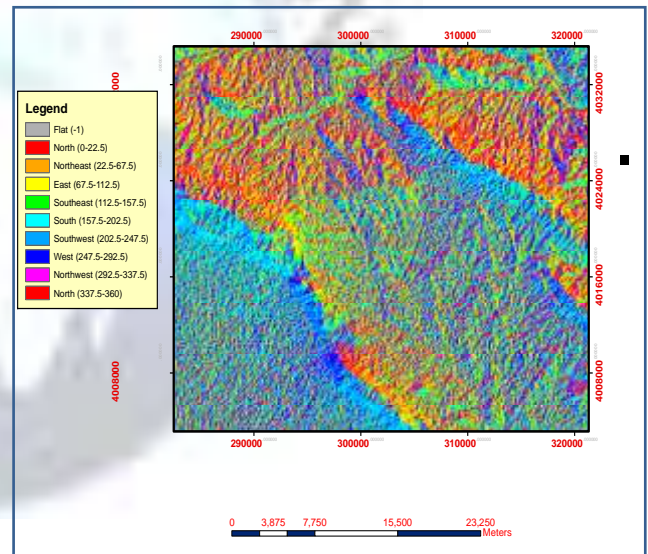 290000 300000 310000 320000
000
4032000
4024000
4016000
4008000
4008000
Legend
Flat (-1)
North (0-22.5)
Northeast (22.5-67.5)
East (67.5-112.5)
Southeast (112.5-157.5)
South (157.5-202.5)
Southwest (202.5-247.5)
West (247.5-292.5)
Northwest (292.5-337.5)
North (337.5-360)
290000 300000 310000 320000
0 3,875 7,750 15,500 23,250
Meters